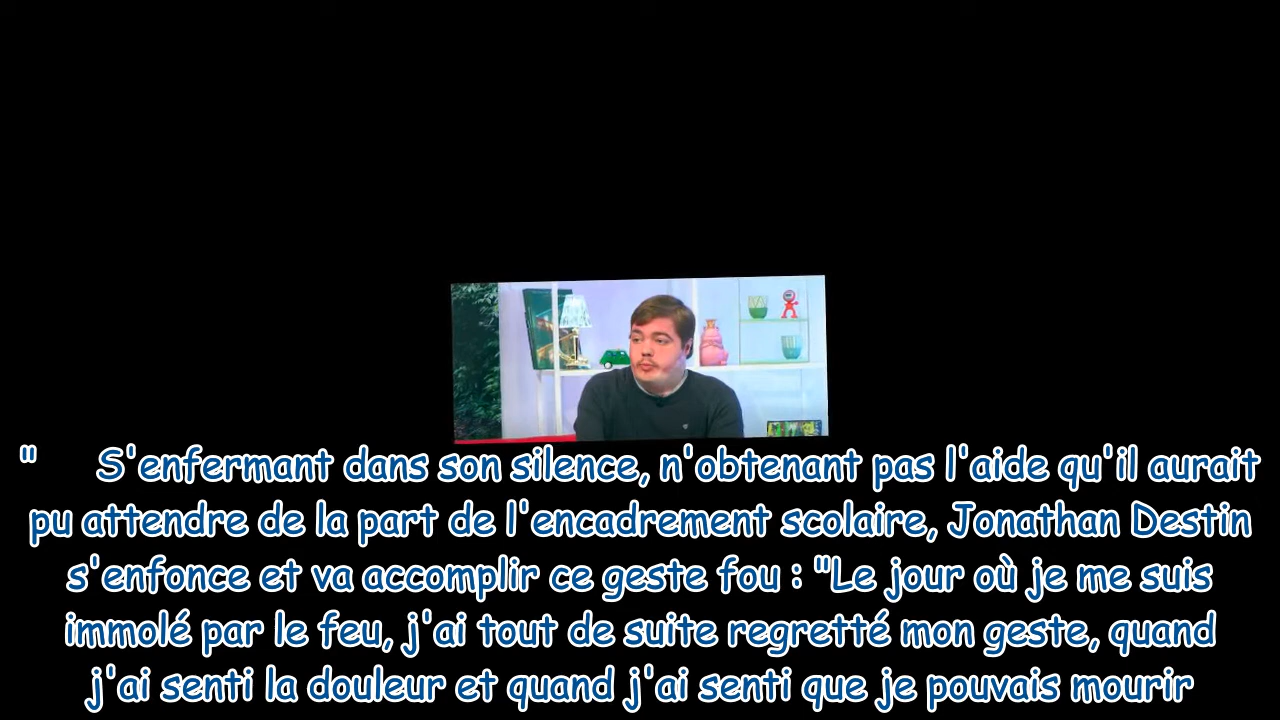 "      S'enfermant dans son silence, n'obtenant pas l'aide qu'il aurait
pu attendre de la part de l'encadrement scolaire, Jonathan Destin
s'enfonce et va accomplir ce geste fou : "Le jour où je me suis
immolé par le feu, j'ai tout de suite regretté mon geste, quand
j'ai senti la douleur et quand j'ai senti que je pouvais mourir